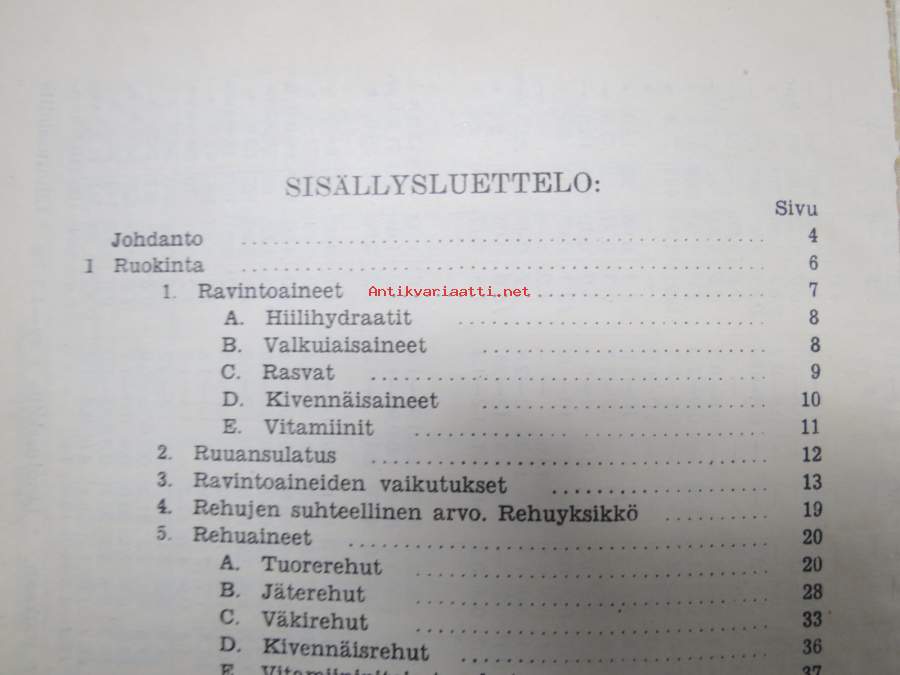 SISÄLLYSLUETTELO:
Sivu
Johdanto .......... 4
I Ruokinta .......... 6
1. Ravintoaineet Antikvariaatti.net .......... 7
A. Hiilihydraatit .......... 8
B. Valkuiaisaineet .......... 8
C. Rasvat .......... 9
D. Kivennäisaineet .......... 10
E. Vitamiinit .......... 11
2. Ruuansulatus .......... 12
3. Ravintoaineiden vaikutukset .......... 13
4. Rehujen suhteellinen arvo. Rehuyksikkö .......... 19
5. Rehuaineet .......... 20
A. Tuorerehut .......... 20
B. Jäterehut .......... 28
C. Väkirehut .......... 33
D. Kivennäisrehut .......... 36
E. 37